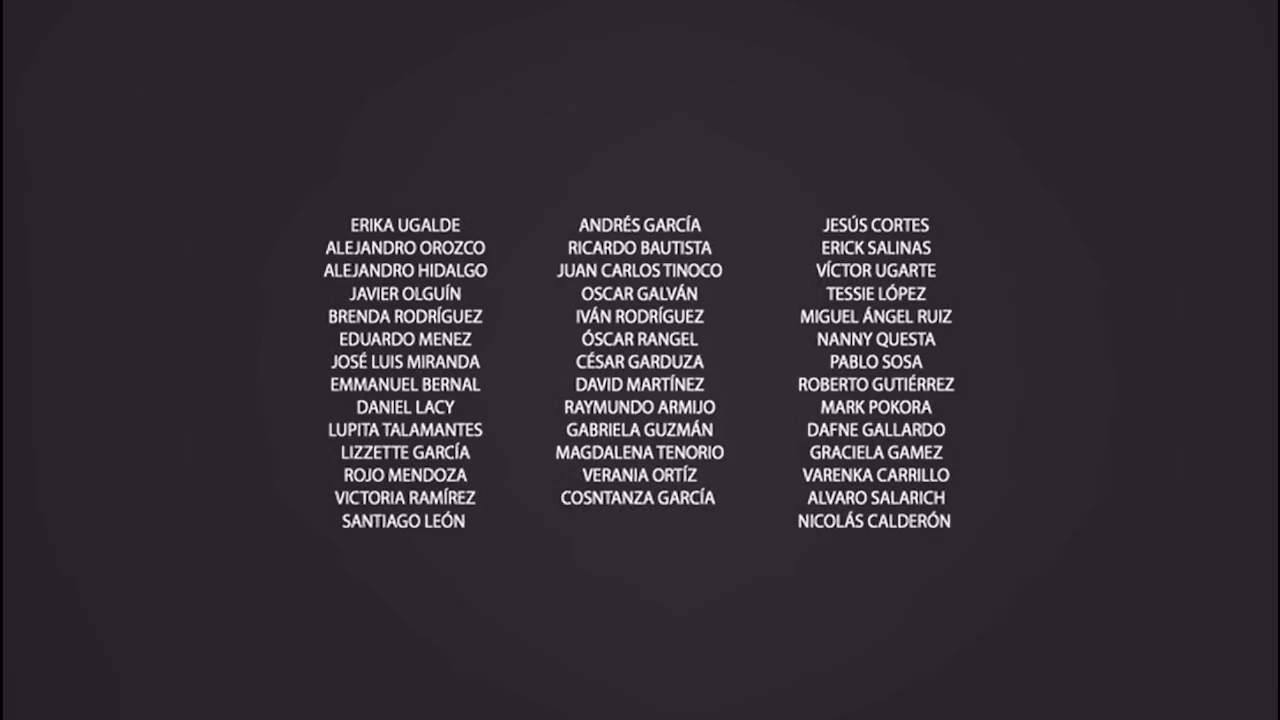 ERIKA UGALDE
ALEJANDRO OROZCO
ALEJANDRO HIDALGO
JAVIER OLGUÍN
BRENDA RODRÍGUEZ
EDUARDO MENEZ
JOSÉ LUIS MIRANDA
EMMANUEL BERNAL
DANIEL LACY
LUPITA TALAMANTES
LIZZETTE GARCÍA
ROJO MENDOZA
VICTORIA RAMÍREZ
SANTIAGO LEÓN
ANDRÉS GARCÍA
RICARDO BAUTISTA
JUAN CARLOS TINOCO
OSCAR GALVÁN
IVÁN RODRÍGUEZ
ÓSCAR RANGEL
CÉSAR GARDUZA
DAVID MARTÍNEZ
RAYMUNDO ARMIJO
GABRIELA GUZMÁN
MAGDALENA TENORIO
VERANIA ORTÍZ
COSNTANZA GARCÍA
JESÚS CORTES
ERICK SALINAS
VÍCTOR UGARTE
TESSIE LÓPEZ
MIGUEL ÁNGEL RUIZ
NANNY QUESTA
PABLO SOSA
ROBERTO GUTIÉRREZ
MARK POKORA
DAFNE GALLARDO
GRACIELA GAMEZ
VARENKA CARRILLO
ALVARO SALARICH
NICOLÁS CALDERÓN